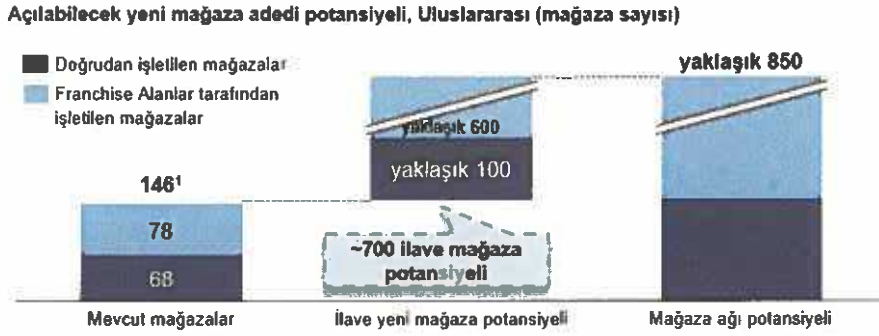 Açılabilecek yeni mağaza adedi potansiyeli, Uluslararası (mağaza sayısı)
Doğrudan işletilen mağazalar
Franchise Alanlar tarafından
işletilen mağazalar
146¹
78
68
yaklaşık 600
yaklaşık 100
~700 ilave mağaza
potansiyeli
yaklaşık 850
Mevcut mağazalar
İlave yeni mağaza potansiyeli
Mağaza ağı potansiyeli